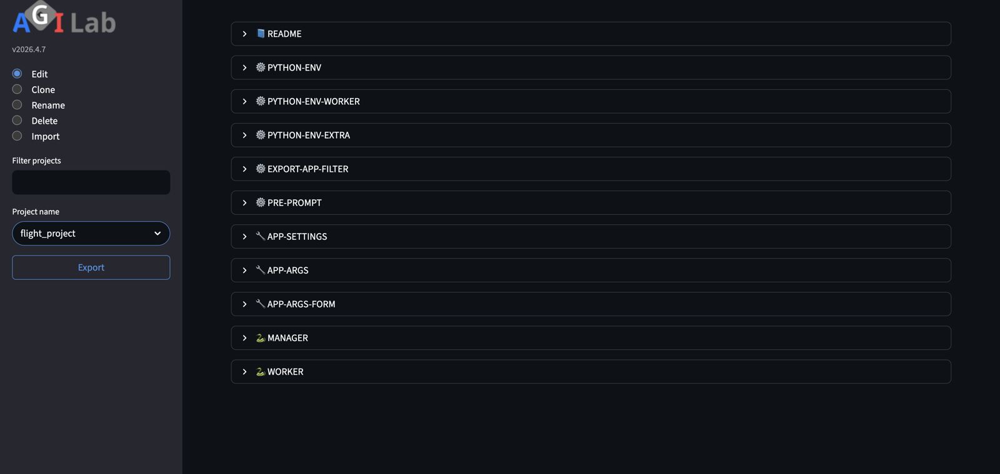 AGI Lab
v2026.4.7
Edit
Clone
Rename
Delete
Import
Filter projects
Project name
flight_project
Export
README
PYTHON-ENV
PYTHON-ENV-WORKER
PYTHON-ENV-EXTRA
EXPORT-APP-FILTER
PRE-PROMPT
APP-SETTINGS
APP-ARGS
APP-ARGS-FORM
MANAGER
WORKER